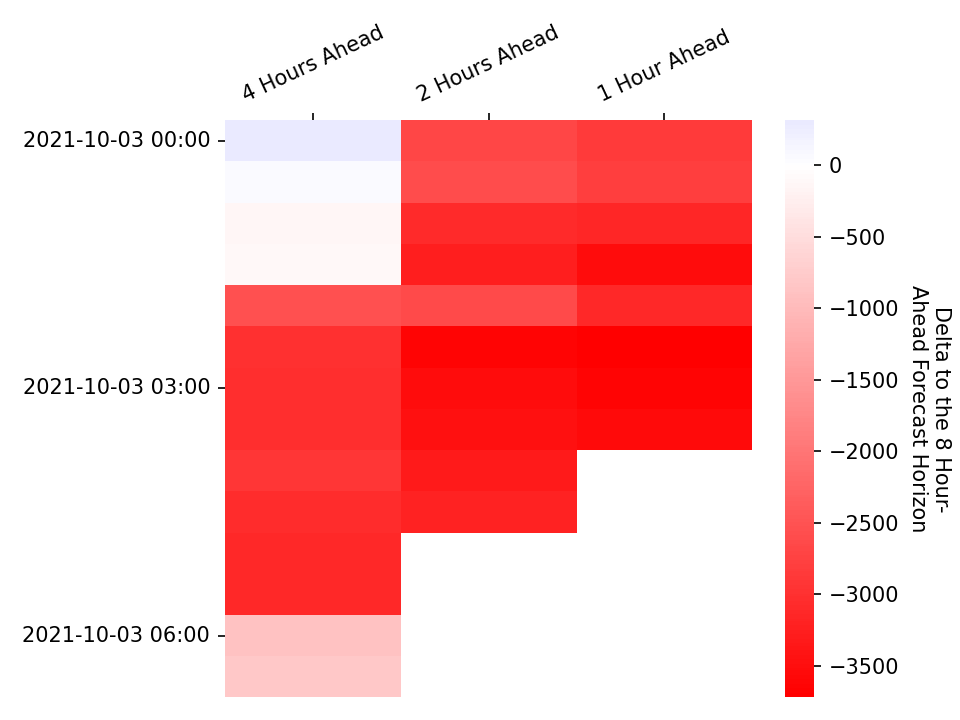 4 Hours Ahead
2 Hours Ahead
1 Hour Ahead
2021-10-03 00:00
2021-10-03 03:00
2021-10-03 06:00
0
−500
−1000
−1500
−2000
−2500
−3000
−3500
Delta to the 8 Hour-
Ahead Forecast Horizon